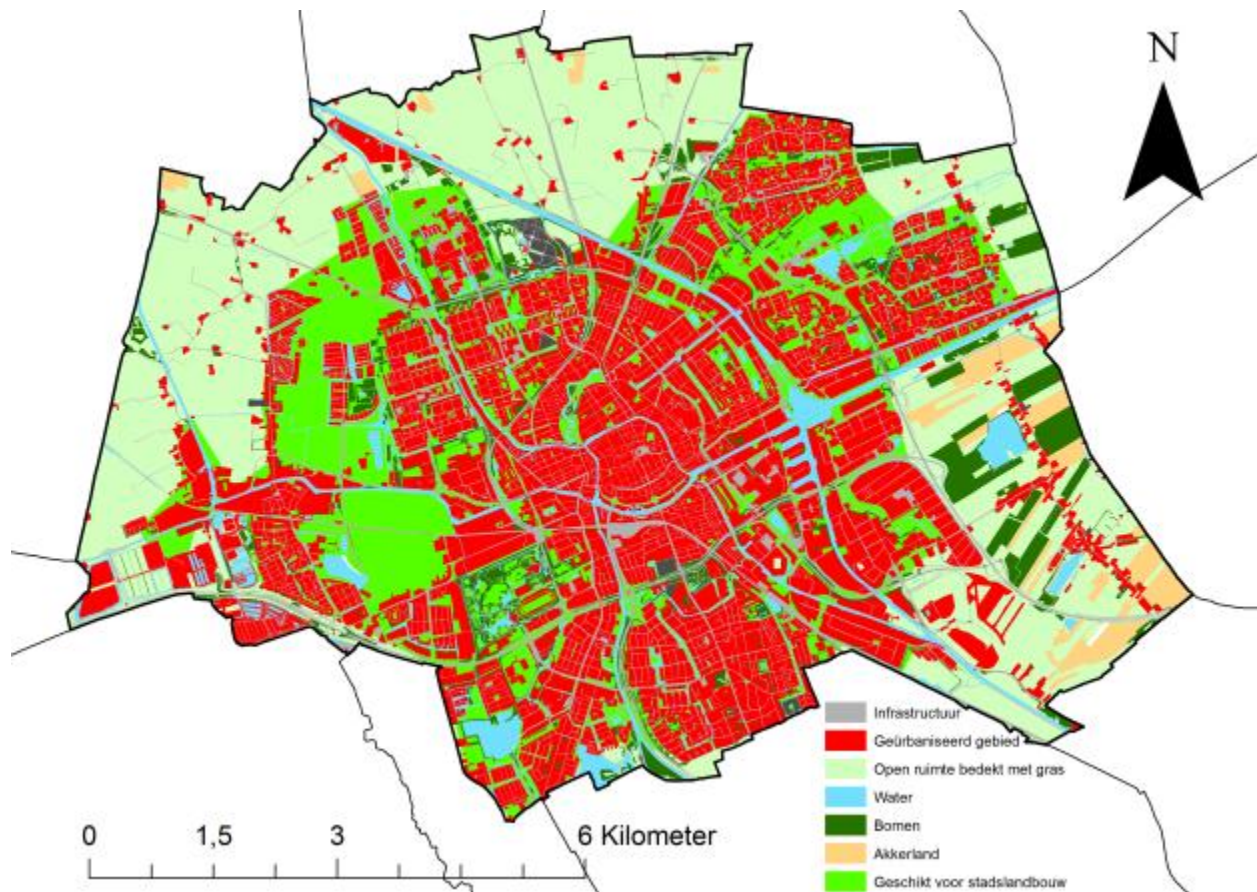 N
Infrastructuur
Geürbaniseerd gebied
Open ruimte bedekt met gras
Water
Bomen
Akkerland
Geschikt voor stadslandbouw
0 1,5 3 6 Kilometer